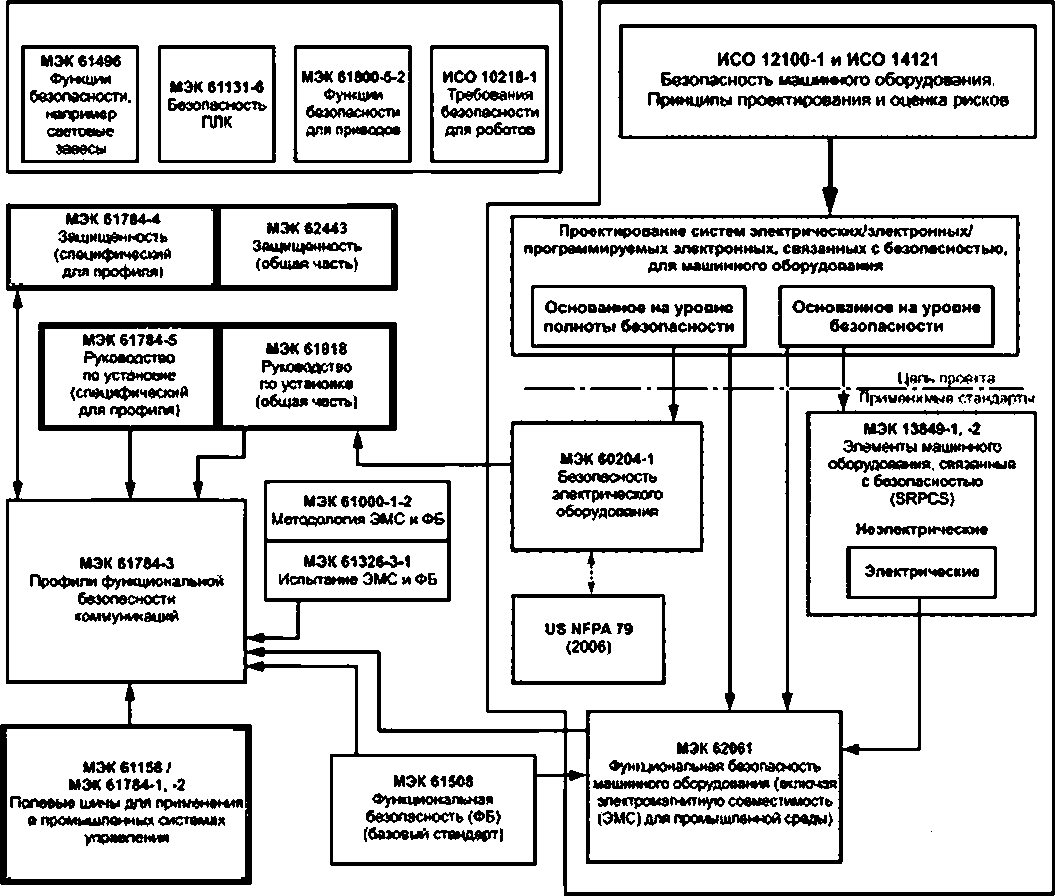 МЭК 61496
Функции
безопасности,
например
световые
завесы
МЭК 61131-6
Безопасность
ПЛК
МЭК 61800-5-2
Функции
безопасности
для приводов
ИСО 10218-1
Требования
безопасности
для роботов
ИСО 12100-1 и ИСО 14121
Безопасность машинного оборудования.
Принципы проектирования и оценка рисков
МЭК 61784-4
Защищённость
(специфический
для профиля)
МЭК 62443
Защищённость
(общая часть)
Проектирование систем электрических/электронных/
программируемых электронных, связанных с безопасностью,
для машинного оборудования
Основанное на уровне
полноты безопасности
Основанное на уровне
безопасности
МЭК 61784-5
Руководство
по установке
(специфический
для профиля)
МЭК 61918
Руководство
по установке
(общая часть)
Цель проекта
Применимые стандарты
МЭК 60204-1
Безопасность
электрического
оборудования
МЭК 13849-1, -2
Элементы машинного
оборудования, связанные
с безопасностью
(SRPCS)
Неэлектрические
Электрические
МЭК 61000-1-2
Методология ЭМС и ФБ
МЭК 61326-3-1
Испытание ЭМС и ФБ
МЭК 61784-3
Профили функциональной
безопасности
коммуникаций
US NFPA 79
(2006)
МЭК 61158 /
МЭК 61784-1, -2
Полевые шины для применения
в промышленных системах
управления
МЭК 61508
Функциональная
безопасность (ФБ)
(базовый стандарт)
МЭК 62061
Функциональная безопасность
машинного оборудования (включая
электромагнитную совместимость
(ЭМС) для промышленной среды)